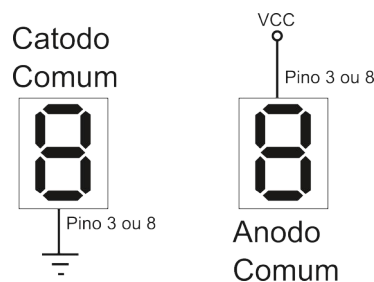 Catodo
Comum
Pino 3 ou 8
VCC
Pino 3 ou 8
Anodo
Comum